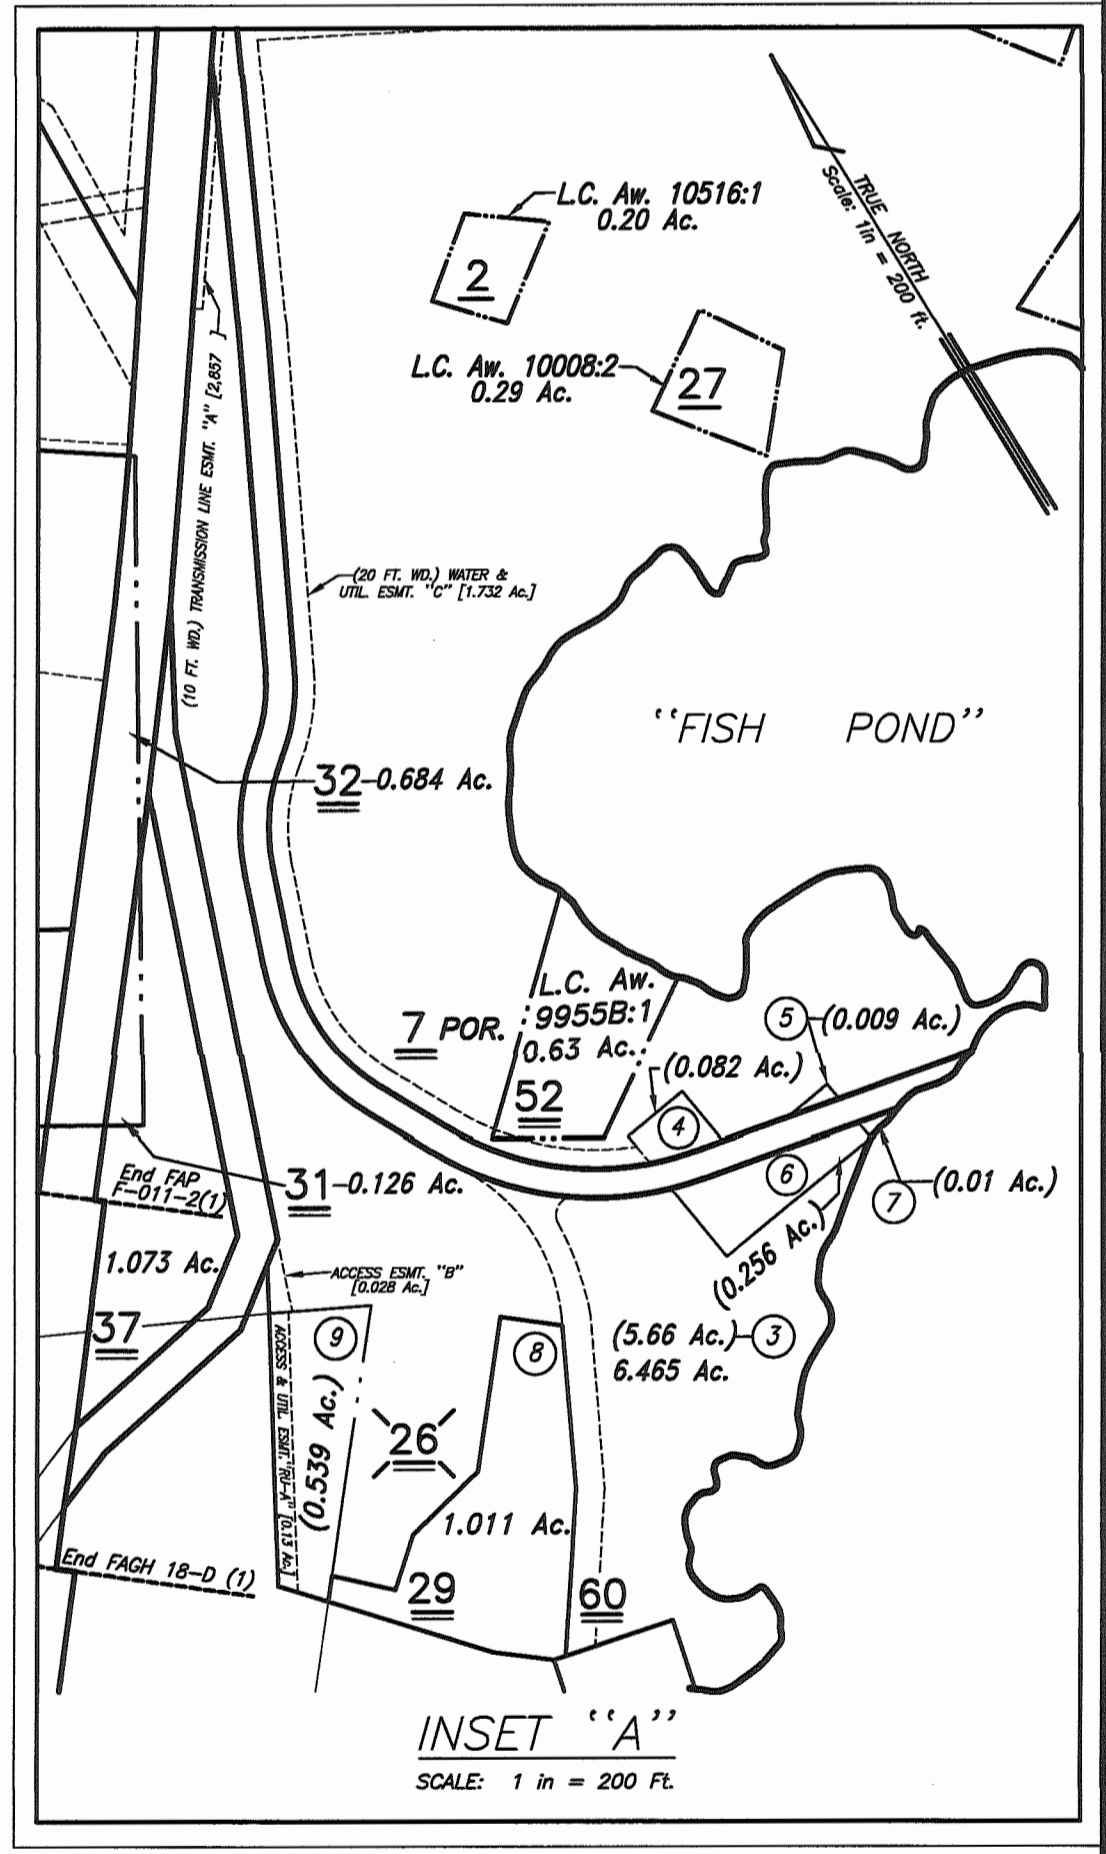 L.C. Aw. 10516:1
0.20 Ac.
2
TRUE NORTH
Scale: 1in = 200 ft.
L.C. Aw. 10008:2
0.29 Ac.
27
(10 FT. WD.) TRANSMISSION LINE ESMT. "A" [2,857 ]
(20 FT. WD.) WATER &
UTIL. ESMT. "C" [1.732 Ac.]
"FISH POND"
32-0.684 Ac.
L.C. Aw.
9955B:1
0.63 Ac.
52
7 POR.
5 (0.009 Ac.)
(0.082 Ac.)
4
6
7 (0.01 Ac.)
(0.256 Ac.)
End FAP
F-011-2(1)
31-0.126 Ac.
1.073 Ac.
37
ACCESS ESMT. "B"
[0.028 Ac.]
ACCESS & UTIL. ESMT. "RU-A" [0.13 Ac.]
9
(0.539 Ac.)
8
(5.66 Ac.)-3
6.465 Ac.
26
1.011 Ac.
End FAGH 18-D (1)
29
60
INSET "A"
SCALE: 1 in = 200 Ft.